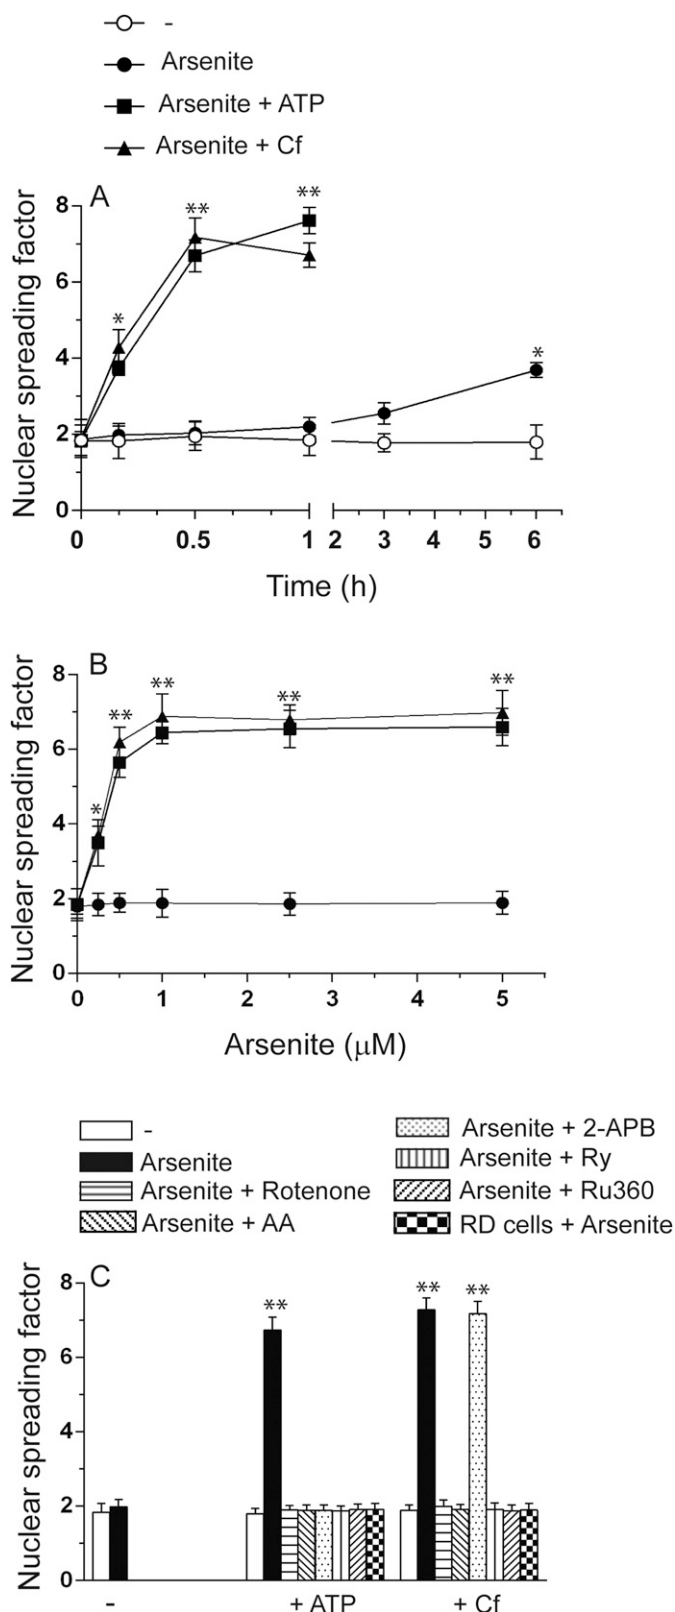 -
Arsenite
Arsenite + ATP
Arsenite + Cf
A
** **
*
*
8
6
4
2
0
Nuclear spreading factor
0 0.5 1 2 3 4 5 6
Time (h)
B
** ** ** **
*
8
6
4
2
0
Nuclear spreading factor
0 1 2 3 4 5
Arsenite (μM)
- Arsenite + 2-APB
Arsenite Arsenite + Ry
Arsenite + Rotenone Arsenite + Ru360
Arsenite + AA RD cells + Arsenite
C
** ** **
8
6
4
2
0
Nuclear spreading factor
- + ATP + Cf